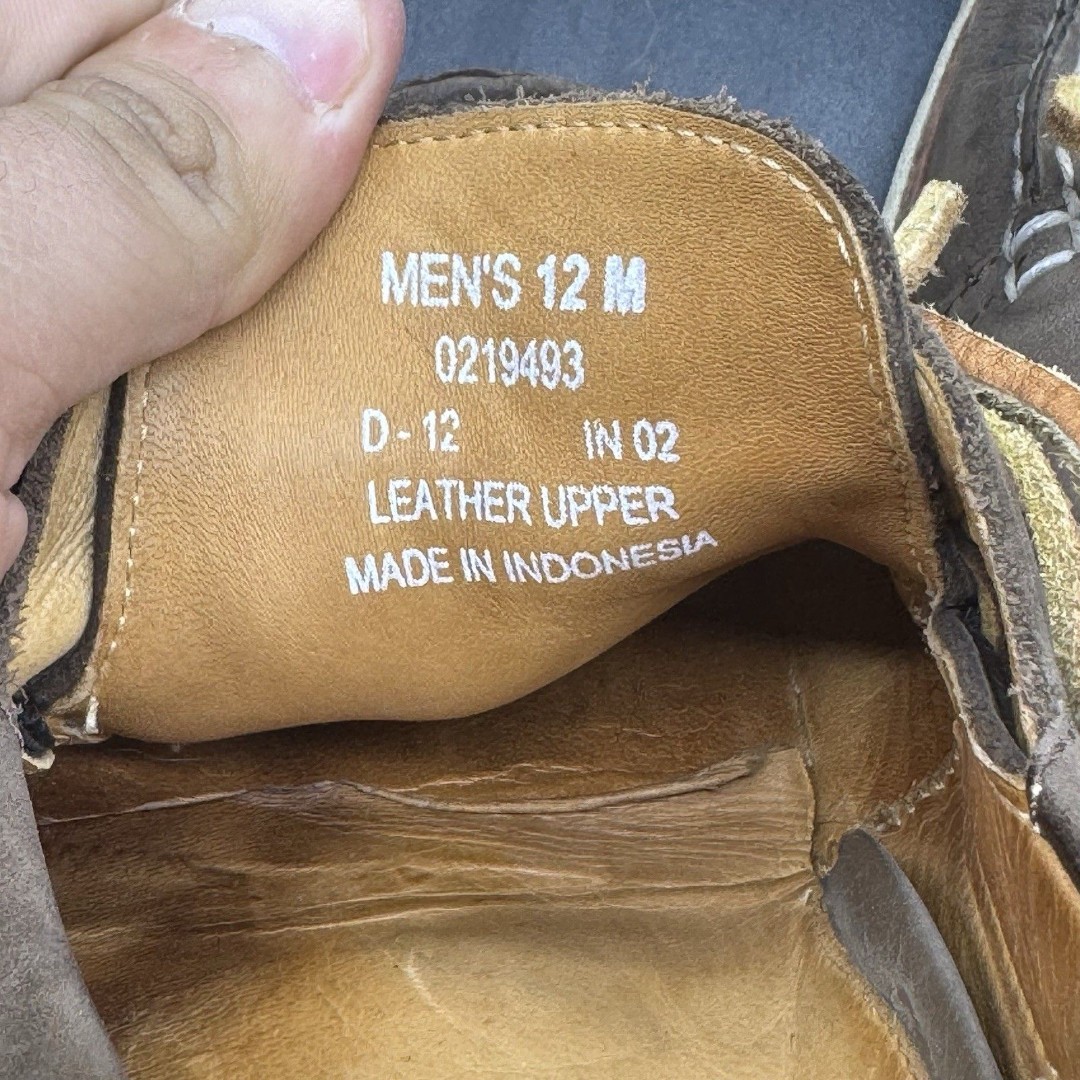 MEN'S 12 M
0219493
D - 12 IN 02
LEATHER UPPER
MADE IN INDONESIA